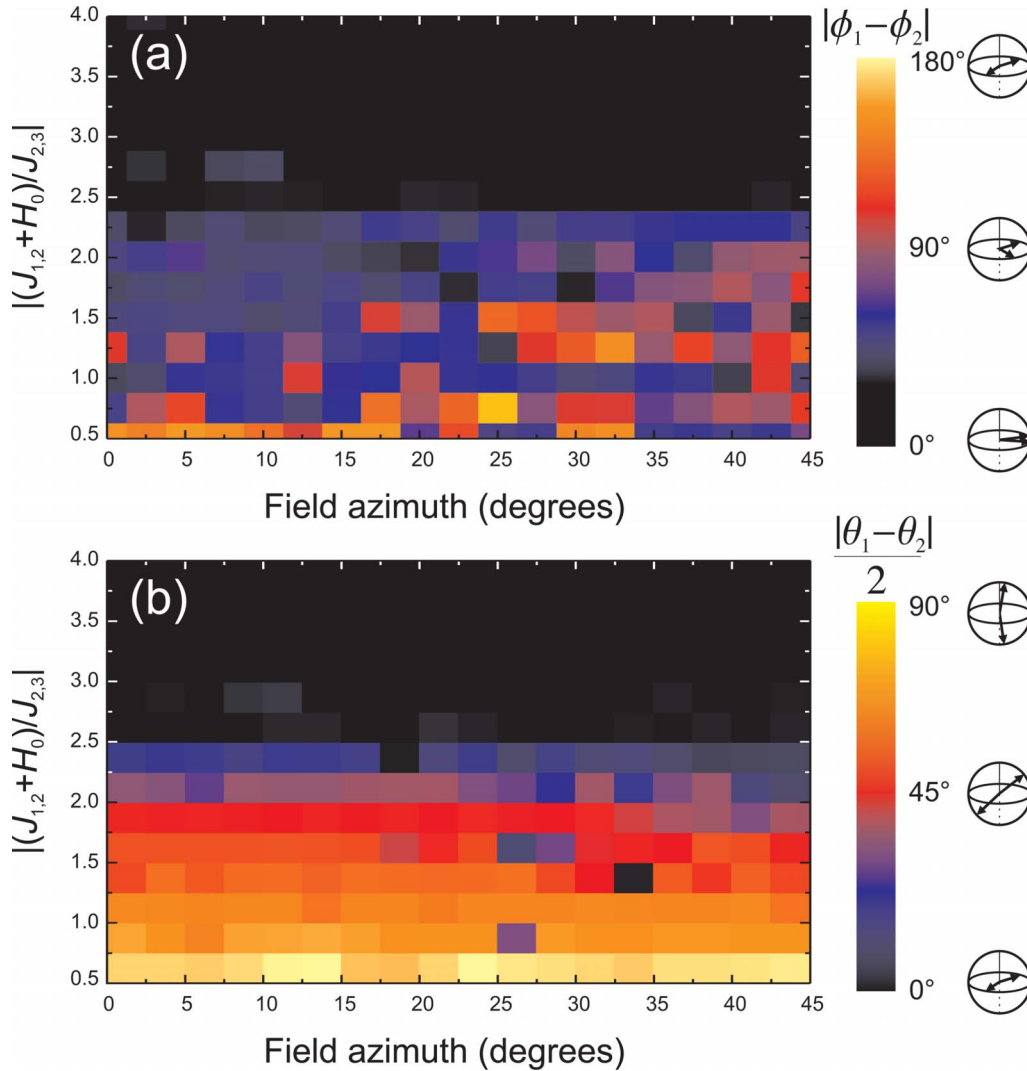 (a)
|ϕ1−ϕ2|
180°
90°
0°
4.0
3.5
3.0
2.5
2.0
1.5
1.0
0.5
|(J1,2+H0)/J2,3|
0 5 10 15 20 25 30 35 40 45
Field azimuth (degrees)
(b)
|θ1−θ2|
2
90°
45°
0°
4.0
3.5
3.0
2.5
2.0
1.5
1.0
0.5
|(J1,2+H0)/J2,3|
0 5 10 15 20 25 30 35 40 45
Field azimuth (degrees)